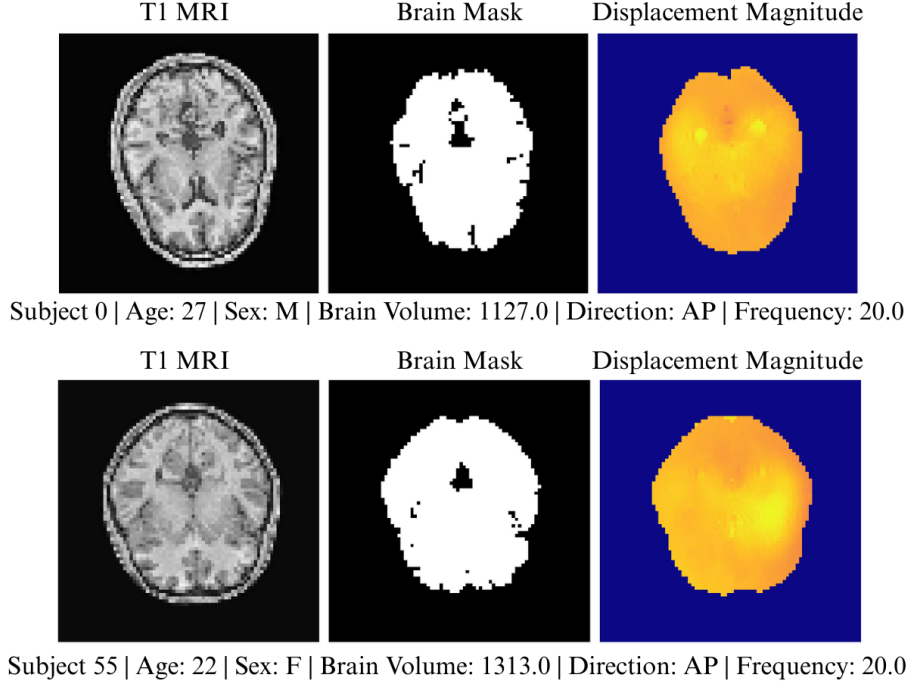 T1 MRI Brain Mask Displacement Magnitude
Subject 0 | Age: 27 | Sex: M | Brain Volume: 1127.0 | Direction: AP | Frequency: 20.0
T1 MRI Brain Mask Displacement Magnitude
Subject 55 | Age: 22 | Sex: F | Brain Volume: 1313.0 | Direction: AP | Frequency: 20.0